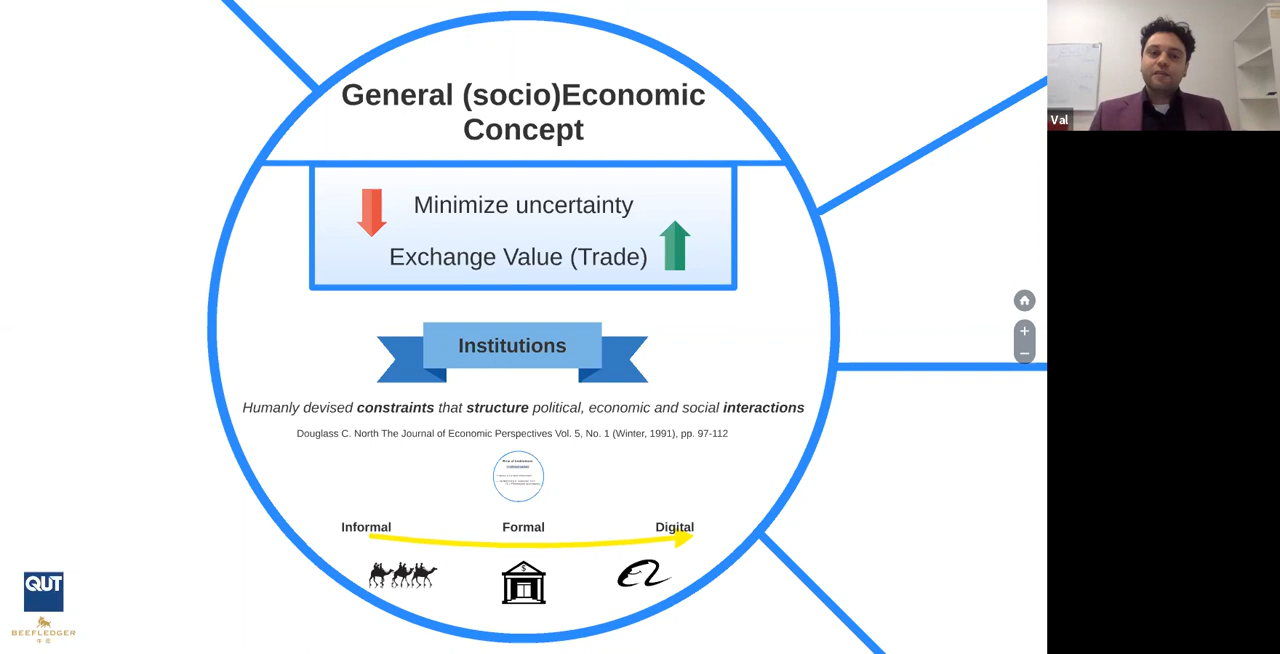 General (socio)Economic
Concept
Val
Minimize uncertainty
Exchange Value (Trade)
Institutions
Humanly devised constraints that structure political, economic and social interactions
Douglass C. North The Journal of Economic Perspectives Vol. 5, No. 1 (Winter, 1991), pp. 97-112
Informal Formal Digital
$
QUT
BEEFLEDGER